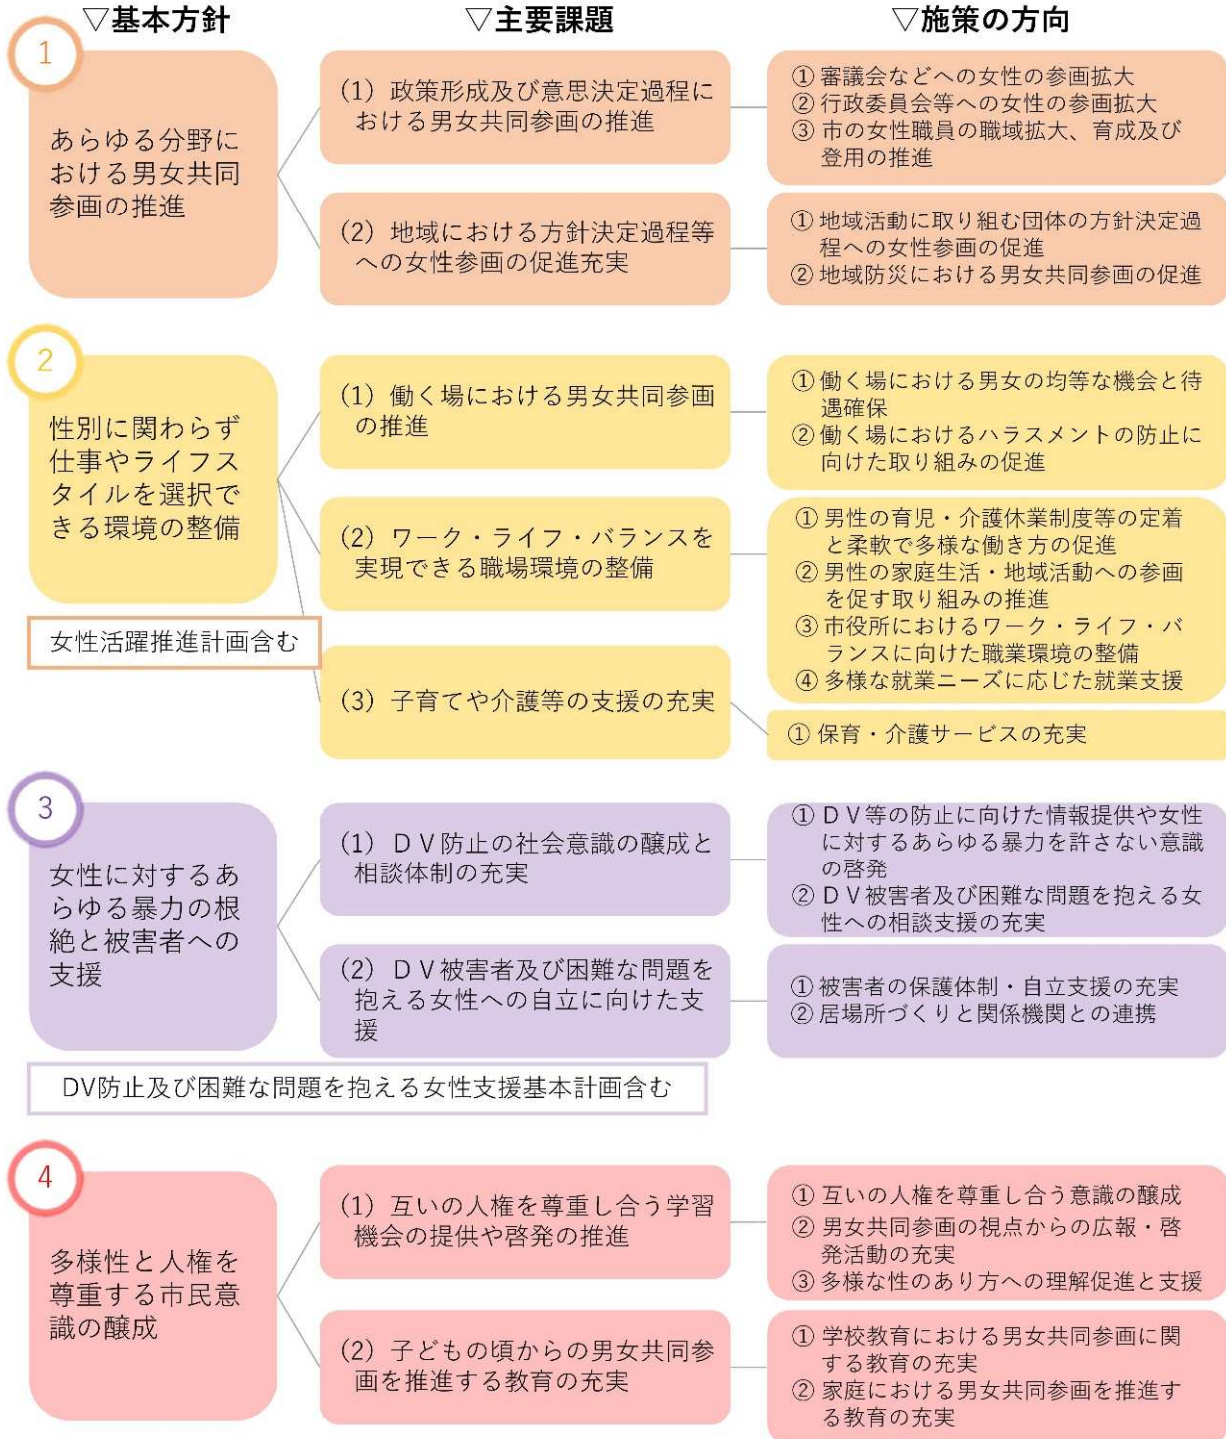 ▽基本方針
▽主要課題
▽施策の方向
1
あらゆる分野に
おける男女共同
参画の推進
(1) 政策形成及び意思決定過程に
おける男女共同参画の推進
① 審議会などへの女性の参画拡大
② 行政委員会等への女性の参画拡大
③ 市の女性職員の職域拡大、育成及び
登用の推進
(2) 地域における方針決定過程等
への女性参画の促進充実
① 地域活動に取り組む団体の方針決定過
程への女性参画の促進
② 地域防災における男女共同参画の促進
2
性別に関わらず
仕事やライフス
タイルを選択で
きる環境の整備
女性活躍推進計画含む
(1) 働く場における男女共同参画
の推進
① 働く場における男女の均等な機会と待
遇確保
② 働く場におけるハラスメントの防止に
向けた取り組みの促進
(2) ワーク・ライフ・バランスを
実現できる職場環境の整備
① 男性の育児・介護休業制度等の定着
と柔軟で多様な働き方の促進
② 男性の家庭生活・地域活動への参画
を促す取り組みの推進
③ 市役所におけるワーク・ライフ・バ
ランスに向けた職業環境の整備
④ 多様な就業ニーズに応じた就業支援
(3) 子育てや介護等の支援の充実
① 保育・介護サービスの充実
3
女性に対するあ
らゆる暴力の根
絶と被害者への
支援
(1) ＤＶ防止の社会意識の醸成と
相談体制の充実
① ＤＶ等の防止に向けた情報提供や女性
に対するあらゆる暴力を許さない意識
の啓発
② ＤＶ被害者及び困難な問題を抱える女
性への相談支援の充実
(2) ＤＶ被害者及び困難な問題を
抱える女性への自立に向けた支
援
① 被害者の保護体制・自立支援の充実
② 居場所づくりと関係機関との連携
DV防止及び困難な問題を抱える女性支援基本計画含む
4
多様性と人権を
尊重する市民意
識の醸成
(1) 互いの人権を尊重し合う学習
機会の提供や啓発の推進
① 互いの人権を尊重し合う意識の醸成
② 男女共同参画の視点からの広報・啓
発活動の充実
③ 多様な性のあり方への理解促進と支援
(2) 子どもの頃からの男女共同参
画を推進する教育の充実
① 学校教育における男女共同参画に関
する教育の充実
② 家庭における男女共同参画を推進す
る教育の充実